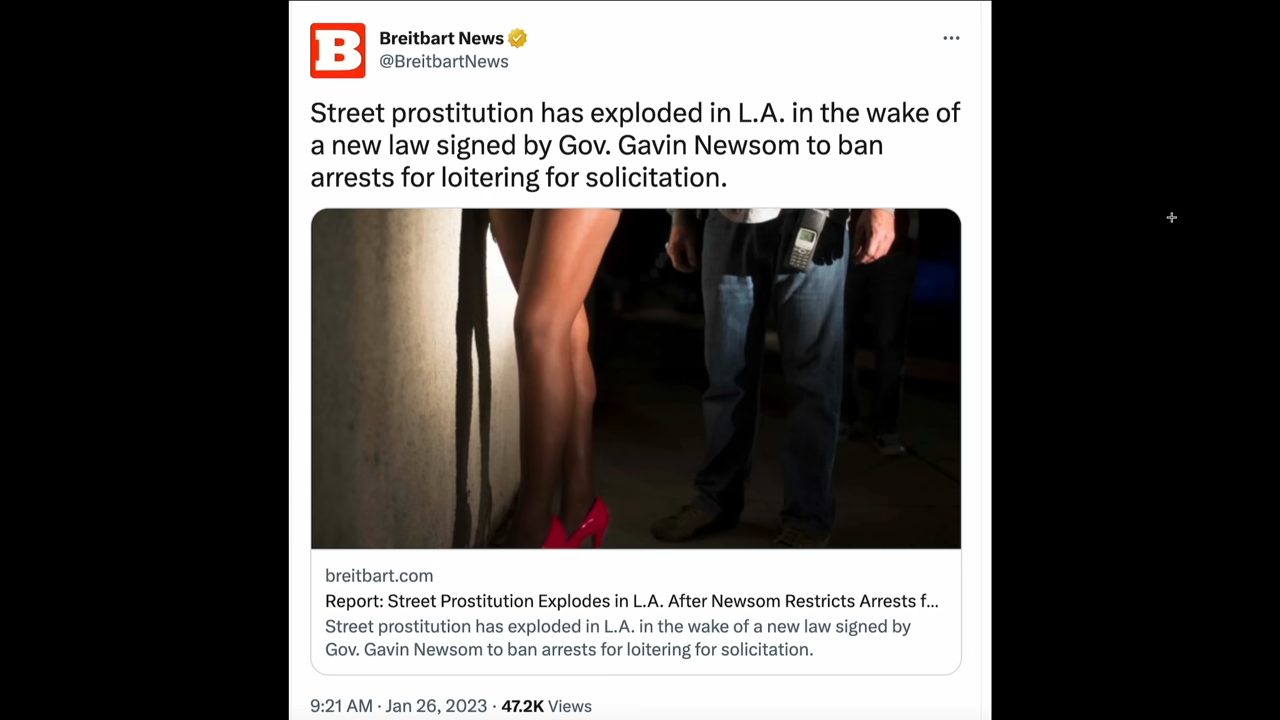 B
Breitbart News
@BreitbartNews
Street prostitution has exploded in L.A. in the wake of
a new law signed by Gov. Gavin Newsom to ban
arrests for loitering for solicitation.
breitbart.com
Report: Street Prostitution Explodes in L.A. After Newsom Restricts Arrests f...
Street prostitution has exploded in L.A. in the wake of a new law signed by
Gov. Gavin Newsom to ban arrests for loitering for solicitation.
9:21 AM · Jan 26, 2023 · 47.2K Views